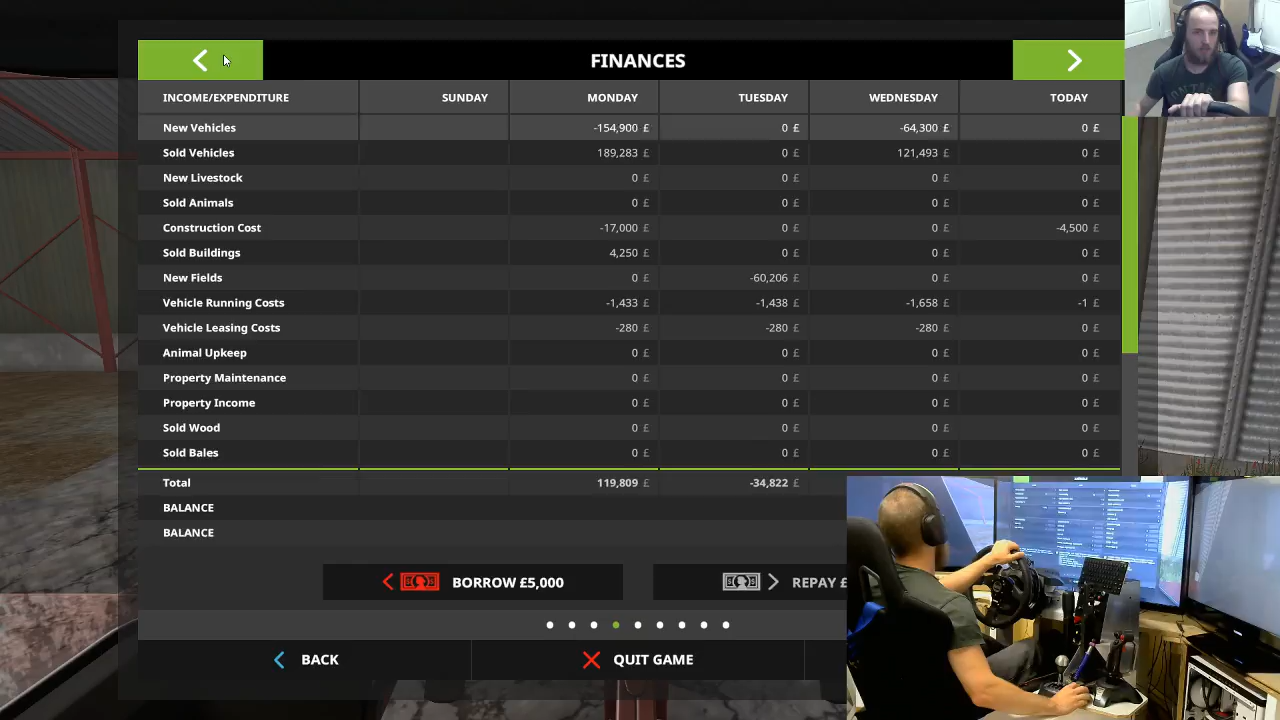 FINANCES
INCOME/EXPENDITURE SUNDAY MONDAY TUESDAY WEDNESDAY TODAY
New Vehicles -154,900 £ 0 £ -64,300 £ 0 £
Sold Vehicles 189,283 £ 0 £ 121,493 £ 0 £
New Livestock 0 £ 0 £ 0 £ 0 £
Sold Animals 0 £ 0 £ 0 £ 0 £
Construction Cost -17,000 £ 0 £ 0 £ -4,500 £
Sold Buildings 4,250 £ 0 £ 0 £ 0 £
New Fields 0 £ -60,206 £ 0 £ 0 £
Vehicle Running Costs -1,433 £ -1,438 £ -1,658 £ -1 £
Vehicle Leasing Costs -280 £ -280 £ -280 £ 0 £
Animal Upkeep 0 £ 0 £ 0 £ 0 £
Property Maintenance 0 £ 0 £ 0 £ 0 £
Property Income 0 £ 0 £ 0 £ 0 £
Sold Wood 0 £ 0 £ 0 £ 0 £
Sold Bales 0 £ 0 £ 0 £ 0 £
Total 119,809 £ -34,822 £
BALANCE
BALANCE
BORROW £5,000 REPAY £
BACK QUIT GAME